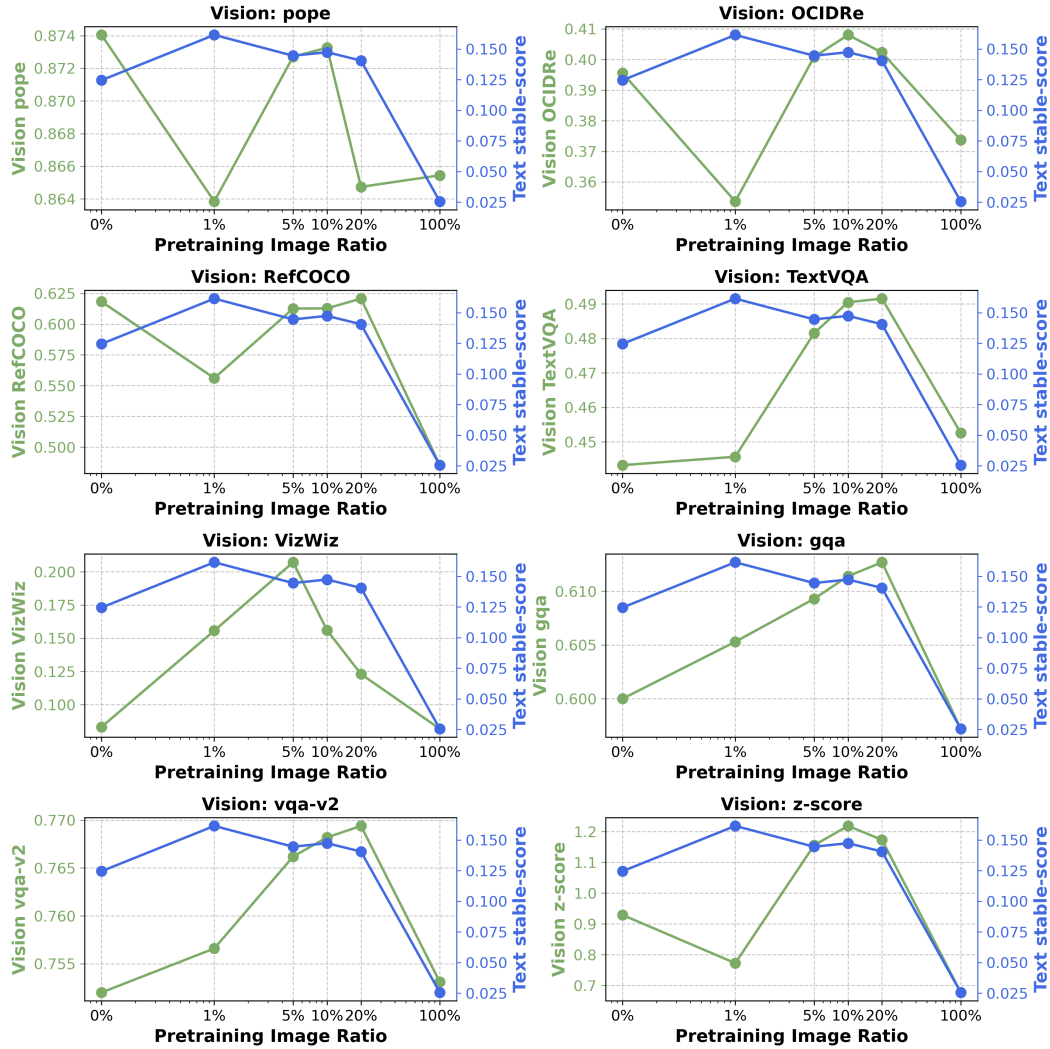 Vision: pope
Vision pope
0.874
0.872
0.870
0.868
0.866
0.864
0.150
0.125
0.100
0.075
0.050
0.025
Text stable-score
0% 1% 5% 10% 20% 100%
Pretraining Image Ratio
Vision: OCIDRe
Vision OCIDRe
0.41
0.40
0.39
0.38
0.37
0.36
0.150
0.125
0.100
0.075
0.050
0.025
Text stable-score
0% 1% 5% 10% 20% 100%
Pretraining Image Ratio
Vision: RefCOCO
Vision RefCOCO
0.625
0.600
0.575
0.550
0.525
0.500
0.150
0.125
0.100
0.075
0.050
0.025
Text stable-score
0% 1% 5% 10% 20% 100%
Pretraining Image Ratio
Vision: TextVQA
Vision TextVQA
0.49
0.48
0.47
0.46
0.45
0.150
0.125
0.100
0.075
0.050
0.025
Text stable-score
0% 1% 5% 10% 20% 100%
Pretraining Image Ratio
Vision: VizWiz
Vision VizWiz
0.200
0.175
0.150
0.125
0.100
0.150
0.125
0.100
0.075
0.050
0.025
Text stable-score
0% 1% 5% 10% 20% 100%
Pretraining Image Ratio
Vision: gqa
Vision gqa
0.610
0.605
0.600
0.150
0.125
0.100
0.075
0.050
0.025
Text stable-score
0% 1% 5% 10% 20% 100%
Pretraining Image Ratio
Vision: vqa-v2
Vision vqa-v2
0.770
0.765
0.760
0.755
0.150
0.125
0.100
0.075
0.050
0.025
Text stable-score
0% 1% 5% 10% 20% 100%
Pretraining Image Ratio
Vision: z-score
Vision z-score
1.2
1.1
1.0
0.9
0.8
0.7
0.150
0.125
0.100
0.075
0.050
0.025
Text stable-score
0% 1% 5% 10% 20% 100%
Pretraining Image Ratio